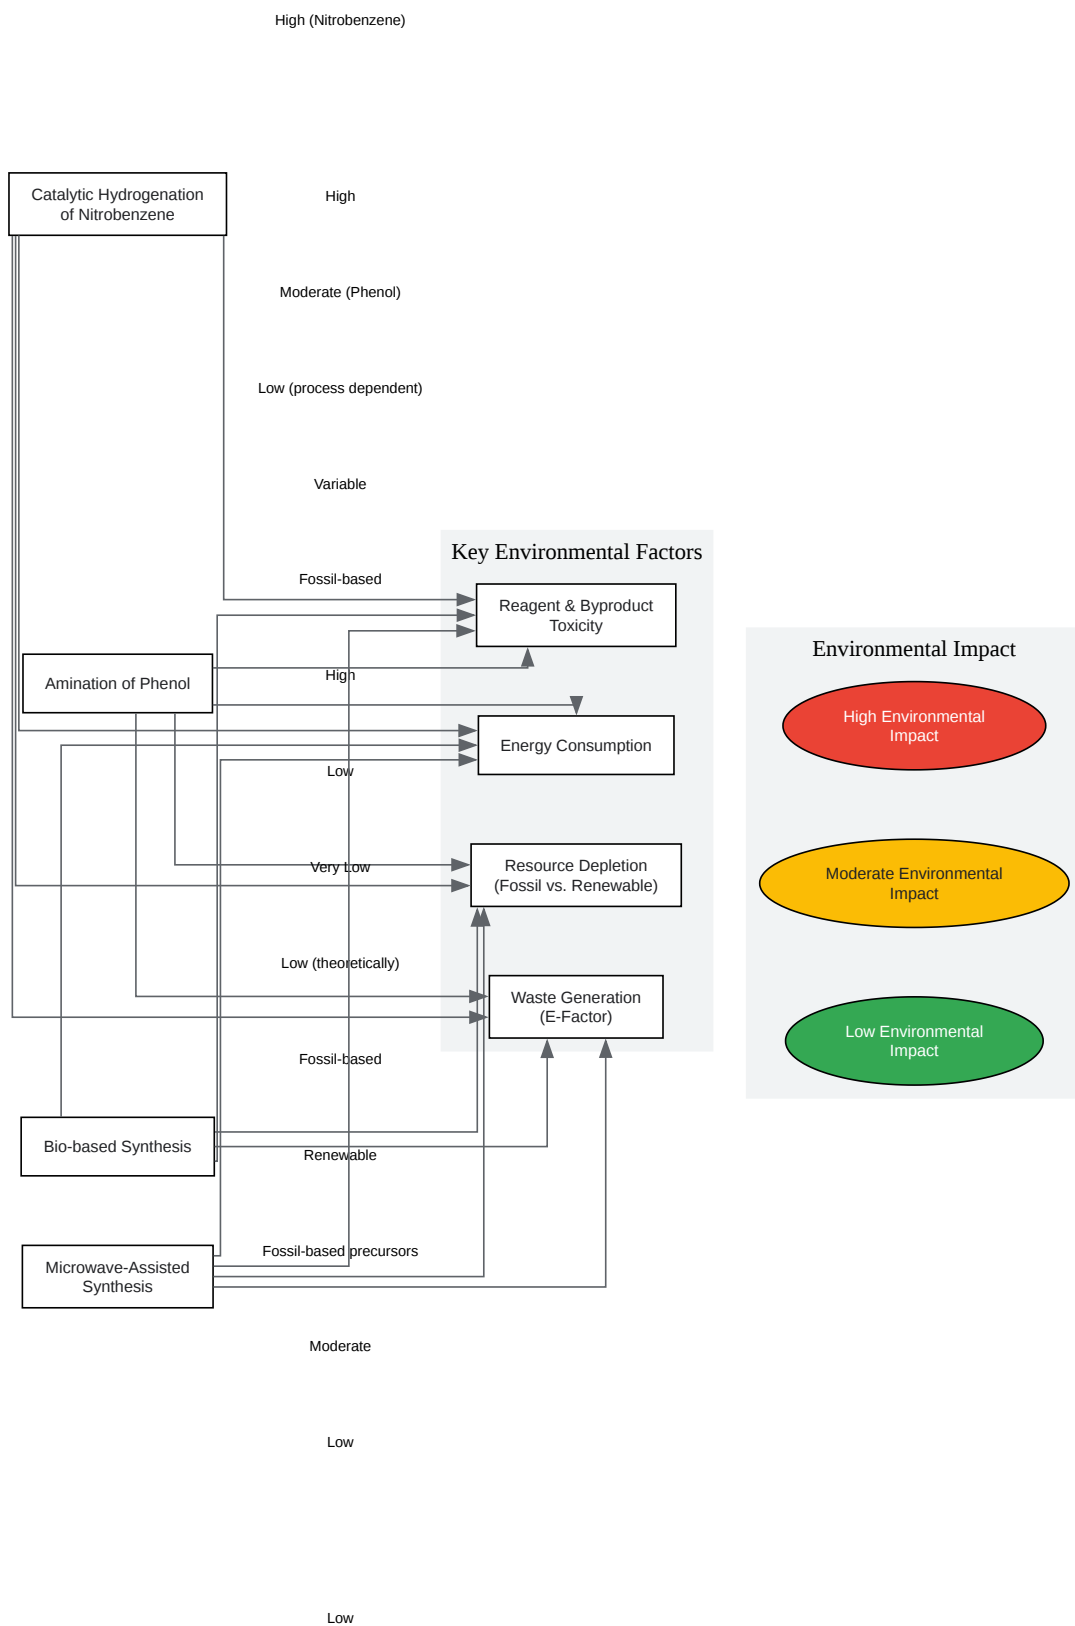 High (Nitrobenzene)
Catalytic Hydrogenation
of Nitrobenzene
High
Moderate (Phenol)
Low (process dependent)
Variable
Key Environmental Factors
Fossil-based
Reagent & Byproduct
Toxicity
Environmental Impact
Amination of Phenol
High
High Environmental
Impact
Energy Consumption
Low
Very Low
Resource Depletion
(Fossil vs. Renewable)
Moderate Environmental
Impact
Low (theoretically)
Waste Generation
(E-Factor)
Low Environmental
Impact
Fossil-based
Bio-based Synthesis
Renewable
Fossil-based precursors
Microwave-Assisted
Synthesis
Moderate
Low
Low